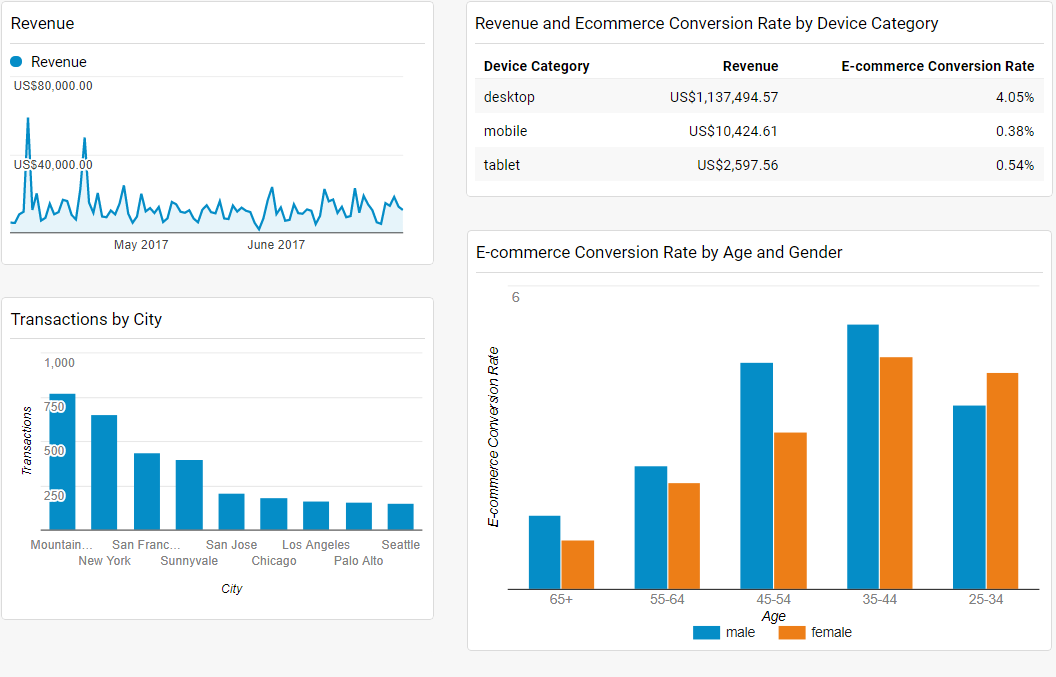 Revenue
Revenue
US$80,000.00
US$40,000.00
May 2017 June 2017
Revenue and Ecommerce Conversion Rate by Device Category
Device Category Revenue E-commerce Conversion Rate
desktop US$1,137,494.57 4.05%
mobile US$10,424.61 0.38%
tablet US$2,597.56 0.54%
Transactions by City
1,000
750
500
250
Transactions
Mountain... San Franc... San Jose Los Angeles Seattle
New York Sunnyvale Chicago Palo Alto
City
E-commerce Conversion Rate by Age and Gender
6
E-commerce Conversion Rate
65+ 55-64 45-54 35-44 25-34
Age
male female